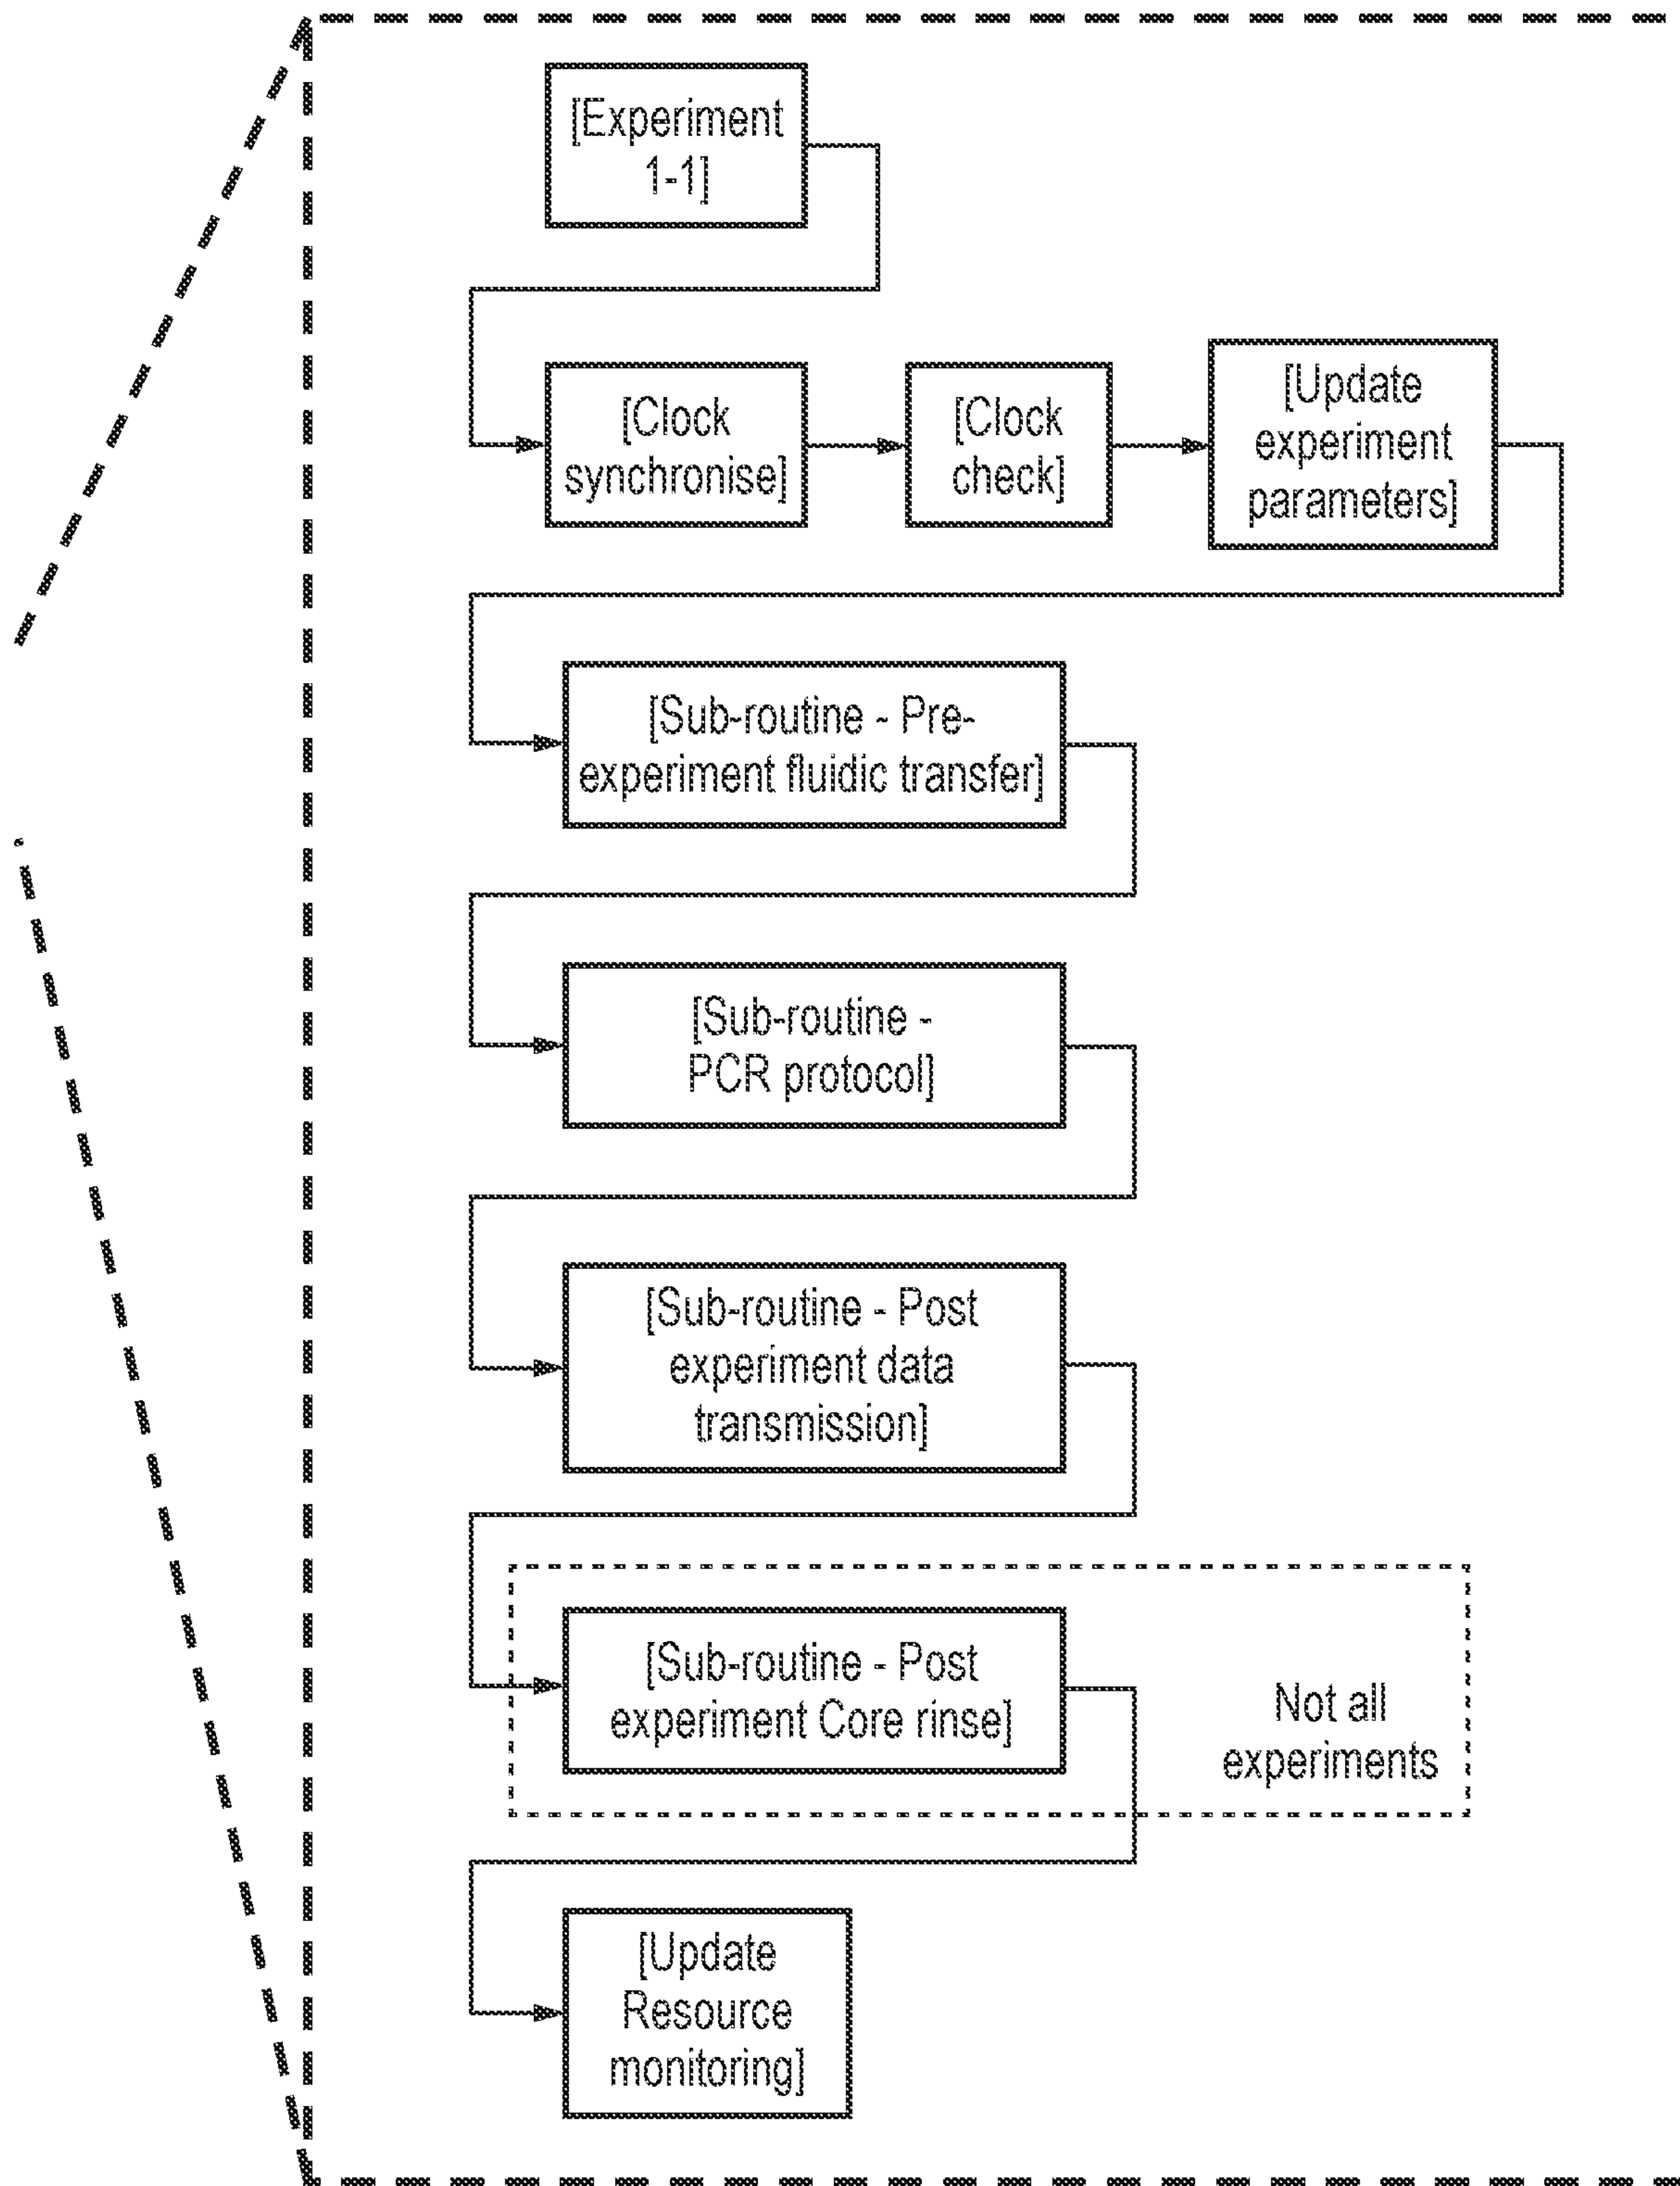 [Experiment
1-1]
[Clock
synchronise]
[Clock
check]
[Update
experiment
parameters]
[Sub-routine - Pre-
experiment fluidic transfer]
[Sub-routine -
PCR protocol]
[Sub-routine - Post
experiment data
transmission]
[Sub-routine - Post
experiment Core rinse]
Not all
experiments
[Update
Resource
monitoring]